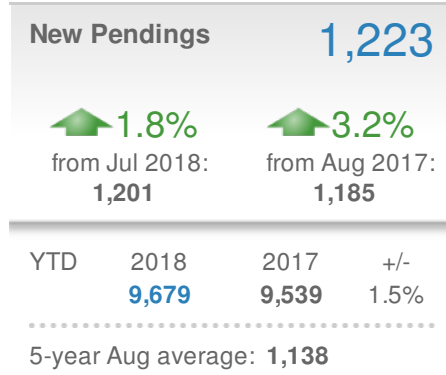 New Pendings 1,223
1.8% 3.2%
from Jul 2018: from Aug 2017:
1,201 1,185
YTD 2018 2017 +/-
9,679 9,539 1.5%
5-year Aug average: 1,138